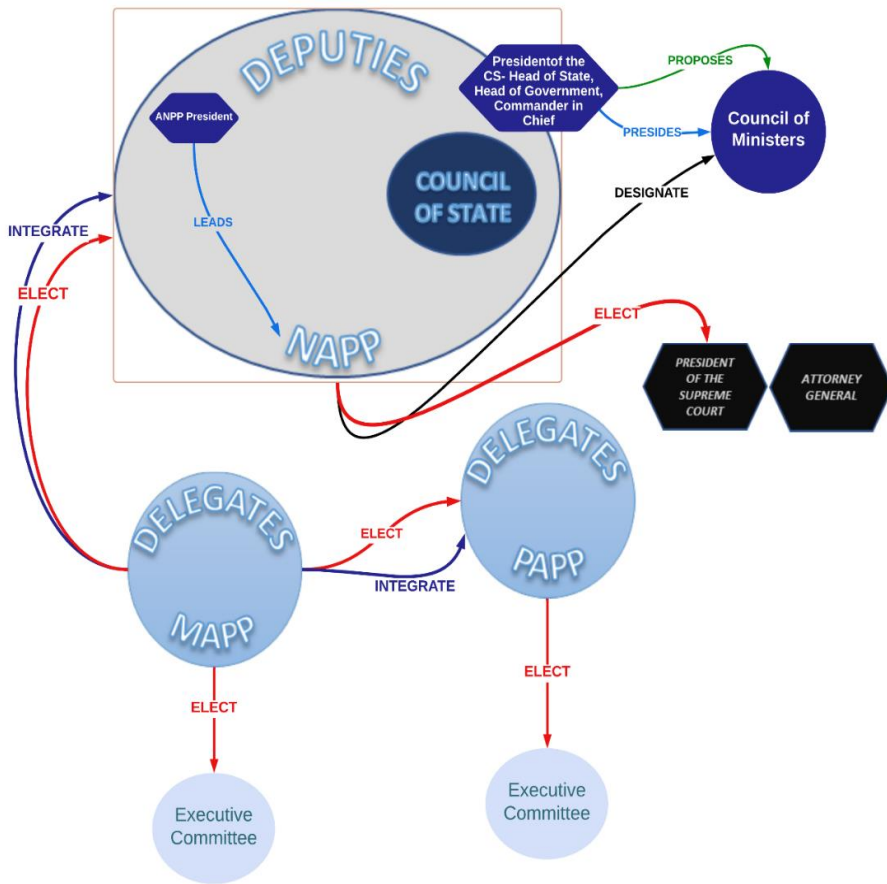 DEPUTIES
Presidentof the
CS- Head of State,
Head of Government,
Commander in
Chief
PROPOSES
Council of
Ministers
ANPP President
PRESIDES
COUNCIL
OF STATE
DESIGNATE
INTEGRATE
LEADS
ELECT
NAPP
ELECT
PRESIDENT
OF THE
SUPREME
COURT
ATTORNEY
GENERAL
DELEGATES
MAPP
ELECT
INTEGRATE
DELEGATES
PAPP
ELECT
ELECT
Executive
Committee
Executive
Committee